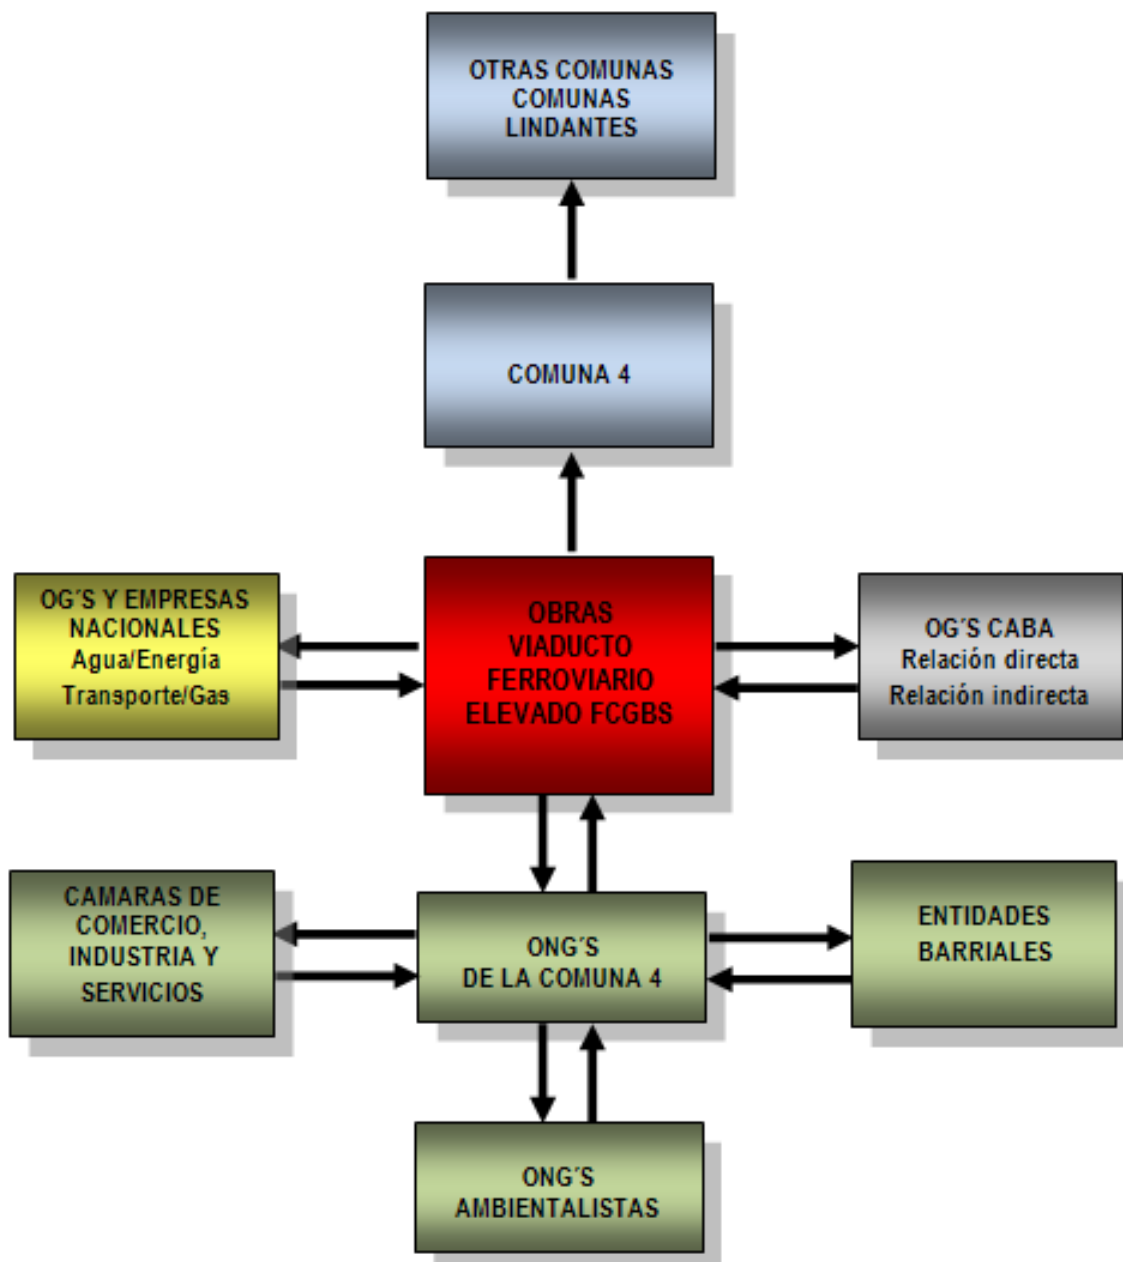 OTRAS COMUNAS
COMUNAS
LINDANTES
COMUNA 4
OG´S Y EMPRESAS
NACIONALES
Agua/Energía
Transporte/Gas
OBRAS
VIADUCTO
FERROVIARIO
ELEVADO FCGBS
OG´S CABA
Relación directa
Relación indirecta
CAMARAS DE
COMERCIO,
INDUSTRIA Y
SERVICIOS
ONG´S
DE LA COMUNA 4
ENTIDADES
BARRIALES
ONG´S
AMBIENTALISTAS